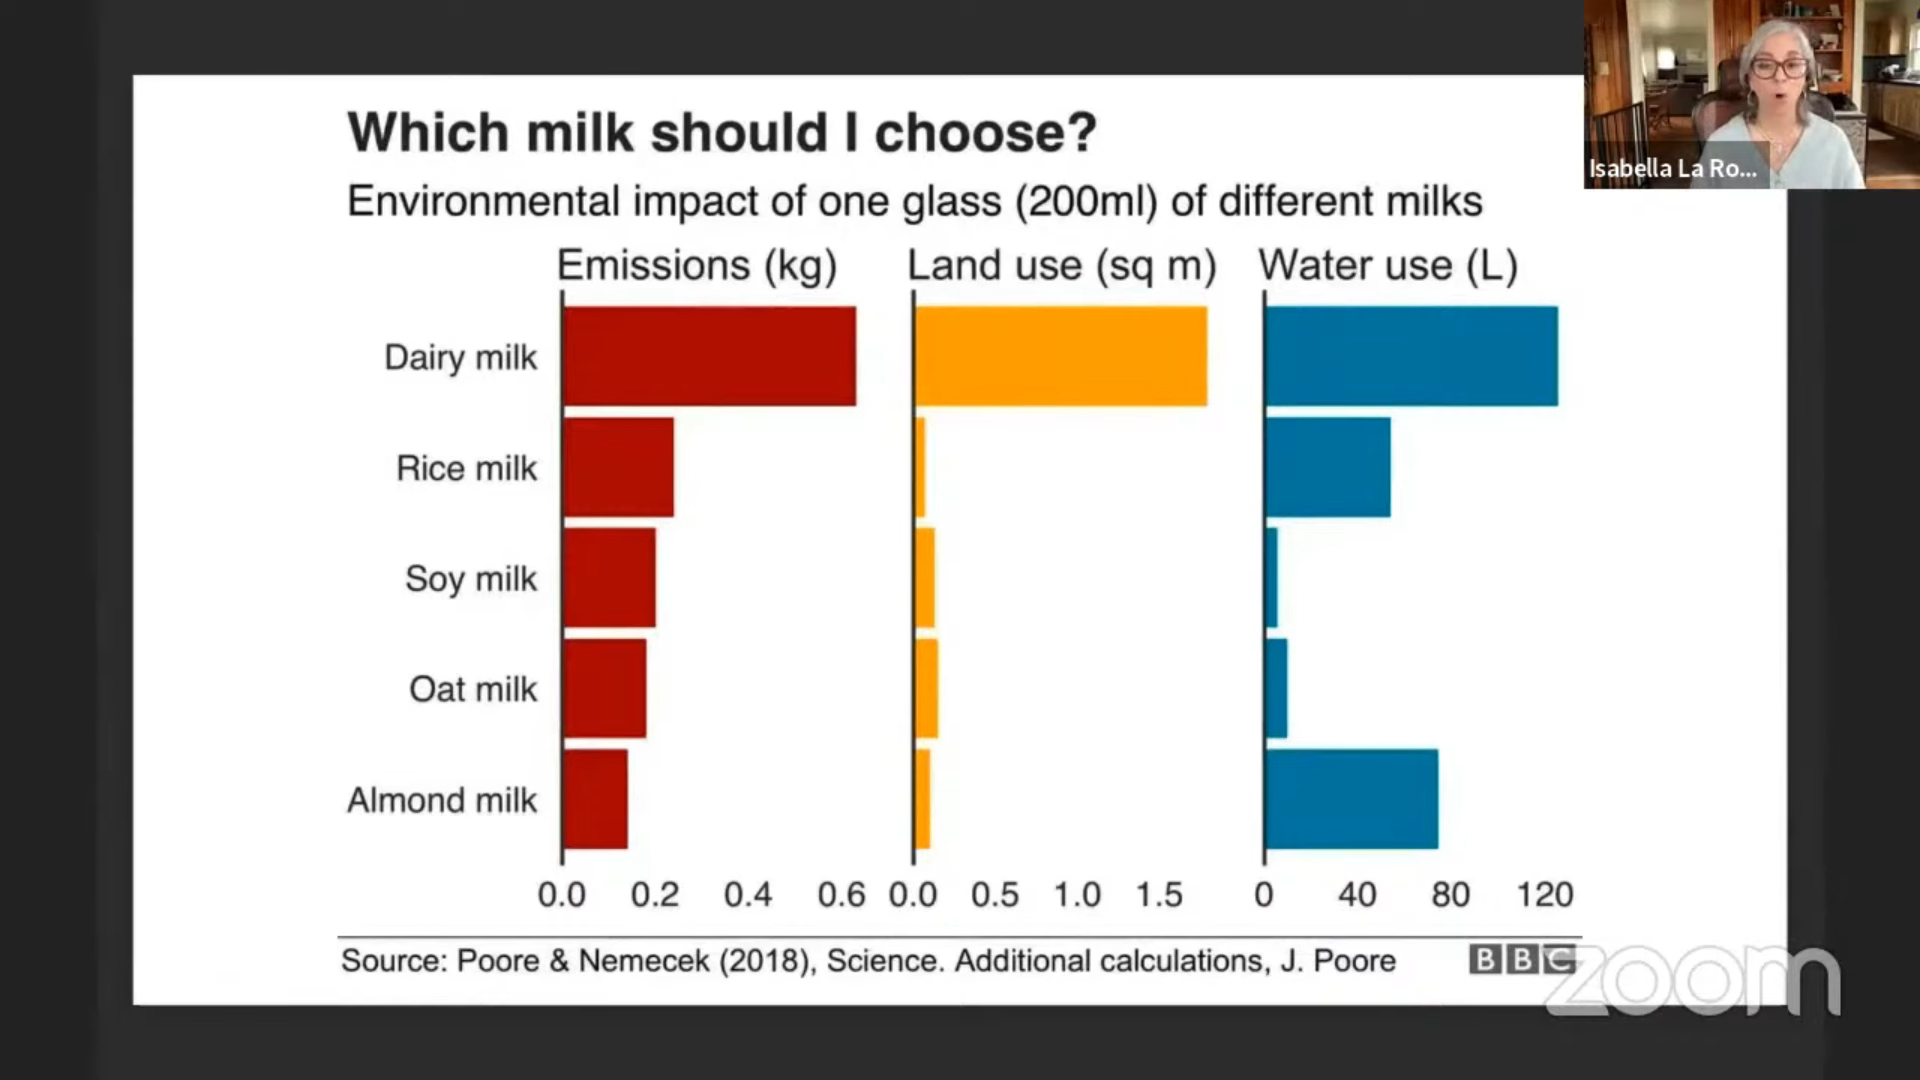 Which milk should I choose?
Environmental impact of one glass (200ml) of different milks
Emissions (kg) Land use (sq m) Water use (L)
Dairy milk
Rice milk
Soy milk
Oat milk
Almond milk
0.0 0.2 0.4 0.6 0.0 0.5 1.0 1.5 0 40 80 120
Source: Poore & Nemecek (2018), Science. Additional calculations, J. Poore BBC
zoom
Isabella La Ro...